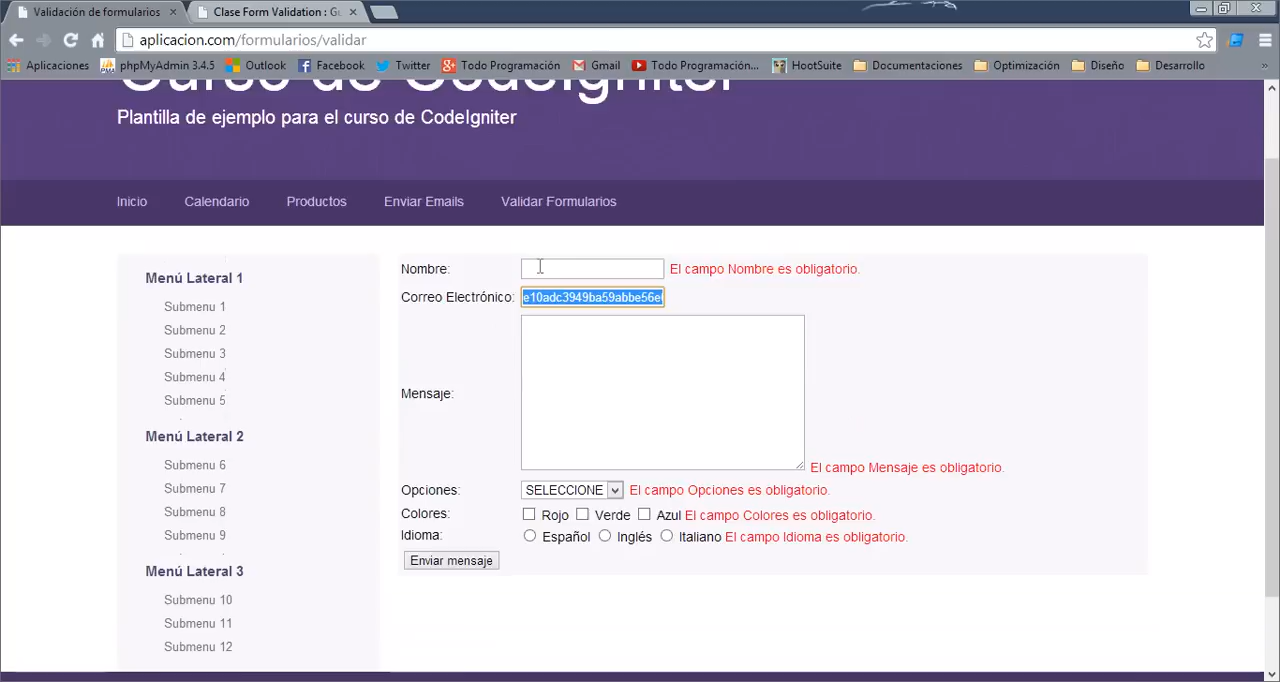 Validación de formularios
Clase Form Validation : Gu
aplicacion.com/formularios/validar
Aplicaciones
phpMyAdmin 3.4.5
Outlook
Facebook
Twitter
Todo Programación
Gmail
Todo Programación...
HootSuite
Documentaciones
Optimización
Diseño
Desarrollo
»
Curso de CodeIgniter
Plantilla de ejemplo para el curso de CodeIgniter
Inicio
Calendario
Productos
Enviar Emails
Validar Formularios
Menú Lateral 1
Submenu 1
Submenu 2
Submenu 3
Submenu 4
Submenu 5
Menú Lateral 2
Submenu 6
Submenu 7
Submenu 8
Submenu 9
Menú Lateral 3
Submenu 10
Submenu 11
Submenu 12
Nombre: El campo Nombre es obligatorio.
Correo Electrónico: e10adc3949ba59abbe56e
Mensaje: El campo Mensaje es obligatorio.
Opciones: SELECCIONE El campo Opciones es obligatorio.
Colores: Rojo Verde Azul El campo Colores es obligatorio.
Idioma: Español Inglés Italiano El campo Idioma es obligatorio.
Enviar mensaje